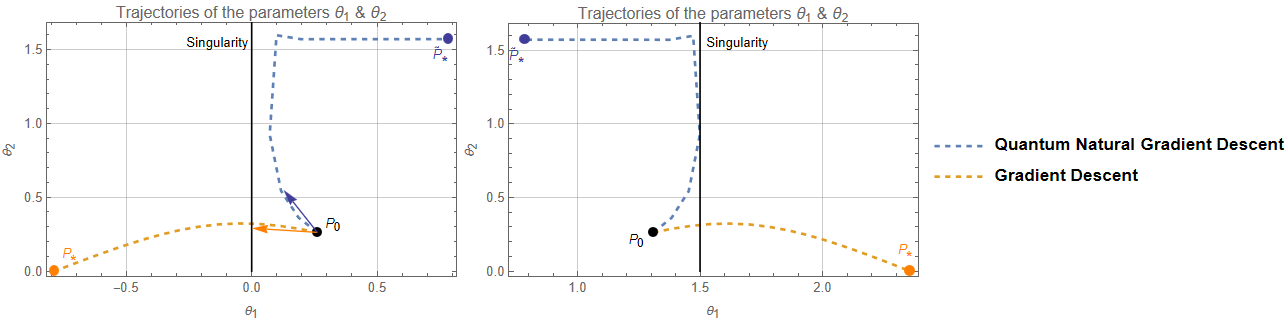 Trajectories of the parameters θ1 & θ2
Singularity
P̃*
P0
P*
θ2
0.0
0.5
1.0
1.5
−0.5
0.0
0.5
θ1
Trajectories of the parameters θ1 & θ2
Singularity
P̃*
P0
P*
θ2
0.0
0.5
1.0
1.5
1.0
1.5
2.0
θ1
Quantum Natural Gradient Descent
Gradient Descent